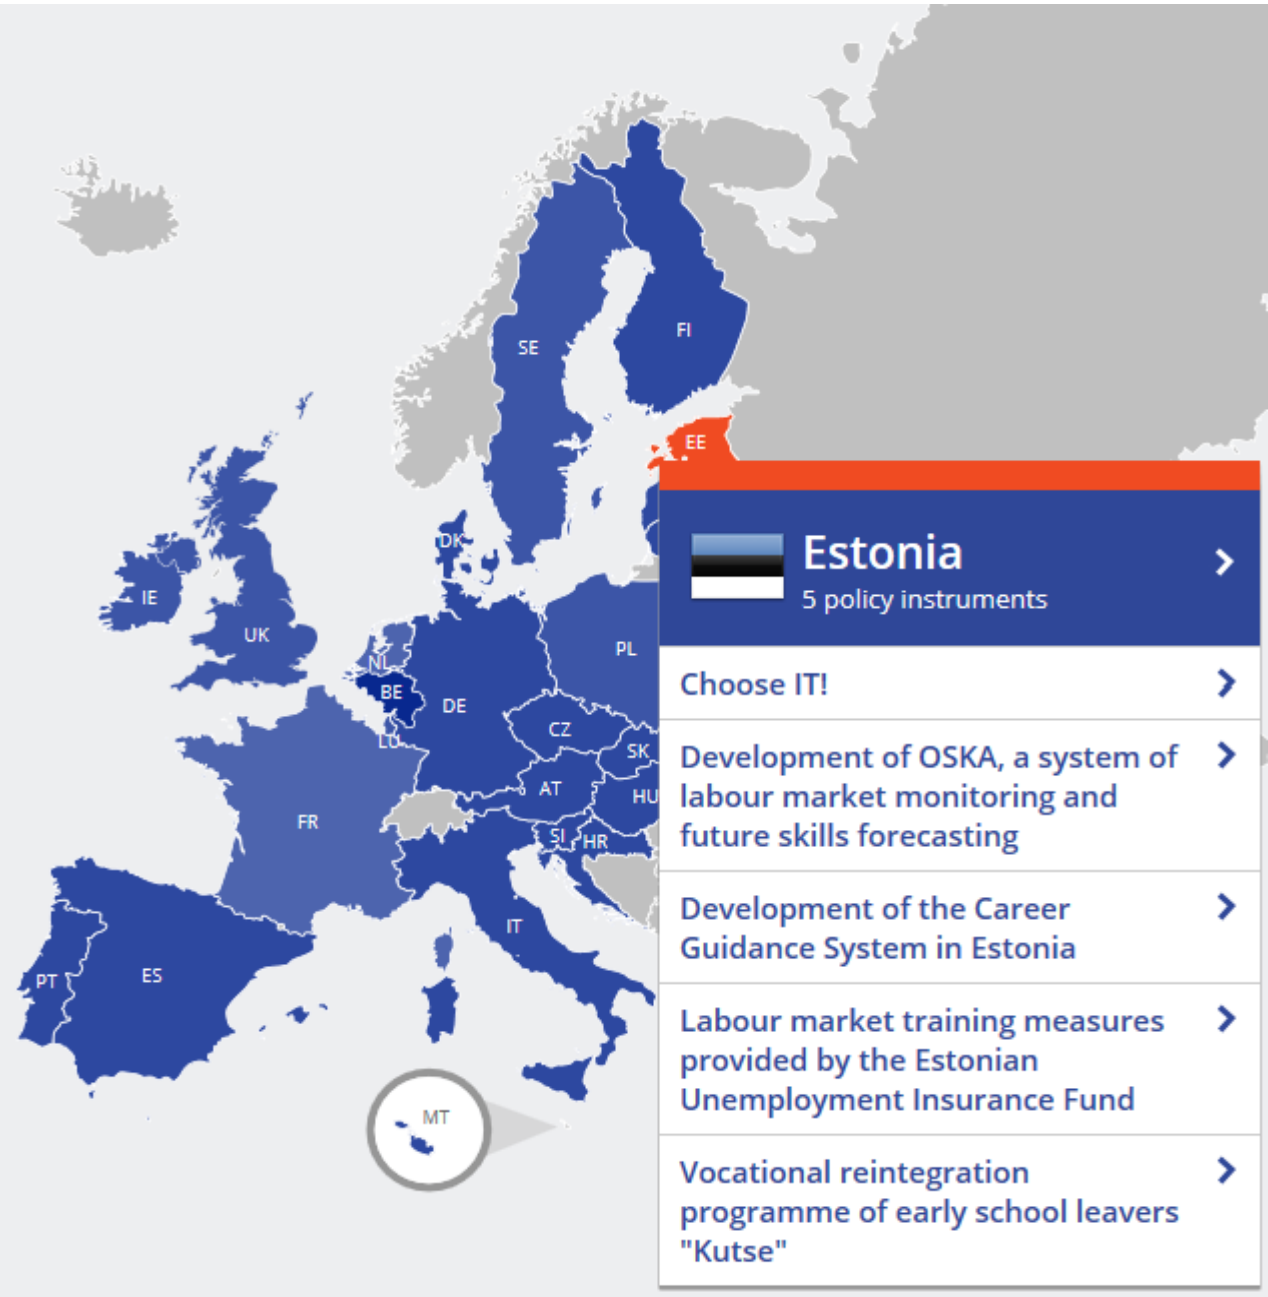 FI
SE
EE
DK
IE
UK
NL
PL
BE
DE
LU
CZ
SK
AT
HU
FR
SI
HR
IT
PT
ES
MT
Estonia
5 policy instruments
Choose IT!
Development of OSKA, a system of
labour market monitoring and
future skills forecasting
Development of the Career
Guidance System in Estonia
Labour market training measures
provided by the Estonian
Unemployment Insurance Fund
Vocational reintegration
programme of early school leavers
"Kutse"